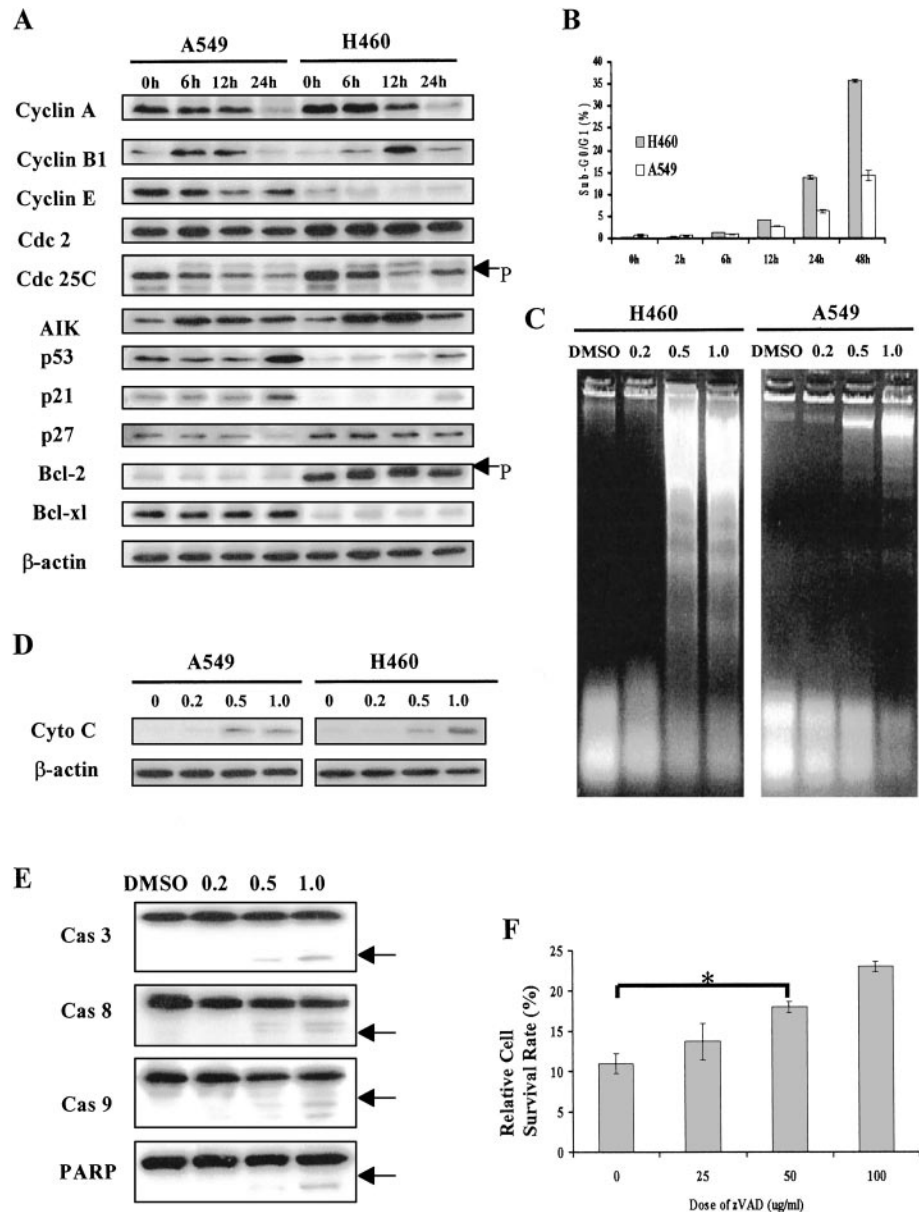 A
A549
H460
0h 6h 12h 24h 0h 6h 12h 24h
Cyclin A
Cyclin B1
Cyclin E
Cdc 2
Cdc 25C
P
AIK
p53
p21
p27
Bcl-2
P
Bcl-xl
β-actin
B
Sub-G0/G1 (%)
40
35
30
25
20
15
10
5
0
H460
A549
0h 2h 6h 12h 24h 48h
C
H460
A549
DMSO 0.2 0.5 1.0 DMSO 0.2 0.5 1.0
D
A549
H460
0 0.2 0.5 1.0 0 0.2 0.5 1.0
Cyto C
β-actin
E
DMSO 0.2 0.5 1.0
Cas 3
Cas 8
Cas 9
PARP
F
Relative Cell
Survival Rate (%)
25
20
15
10
5
0
*
0 25 50 100
Dose of zVAD (ug/ml)